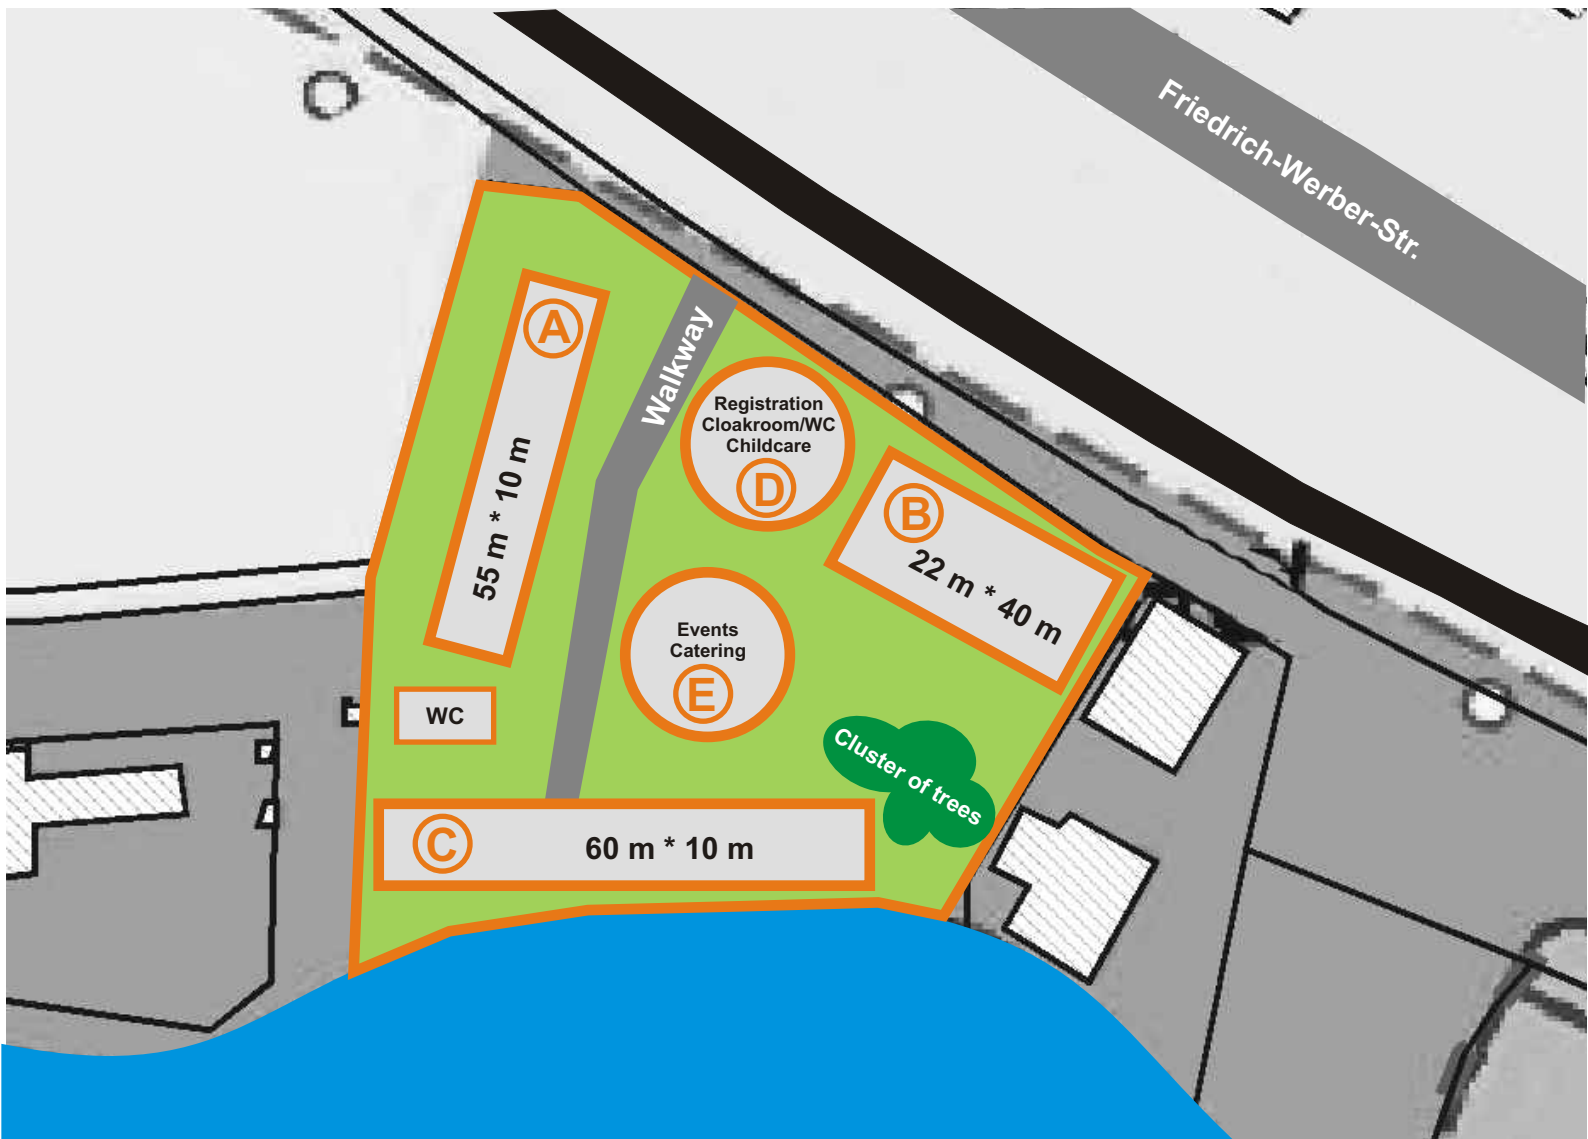 Friedrich-Werber-Str.
A
55 m * 10 m
Walkway
Registration
Cloakroom/WC
Childcare
D
B
22 m * 40 m
Events
Catering
E
WC
Cluster of trees
C
60 m * 10 m